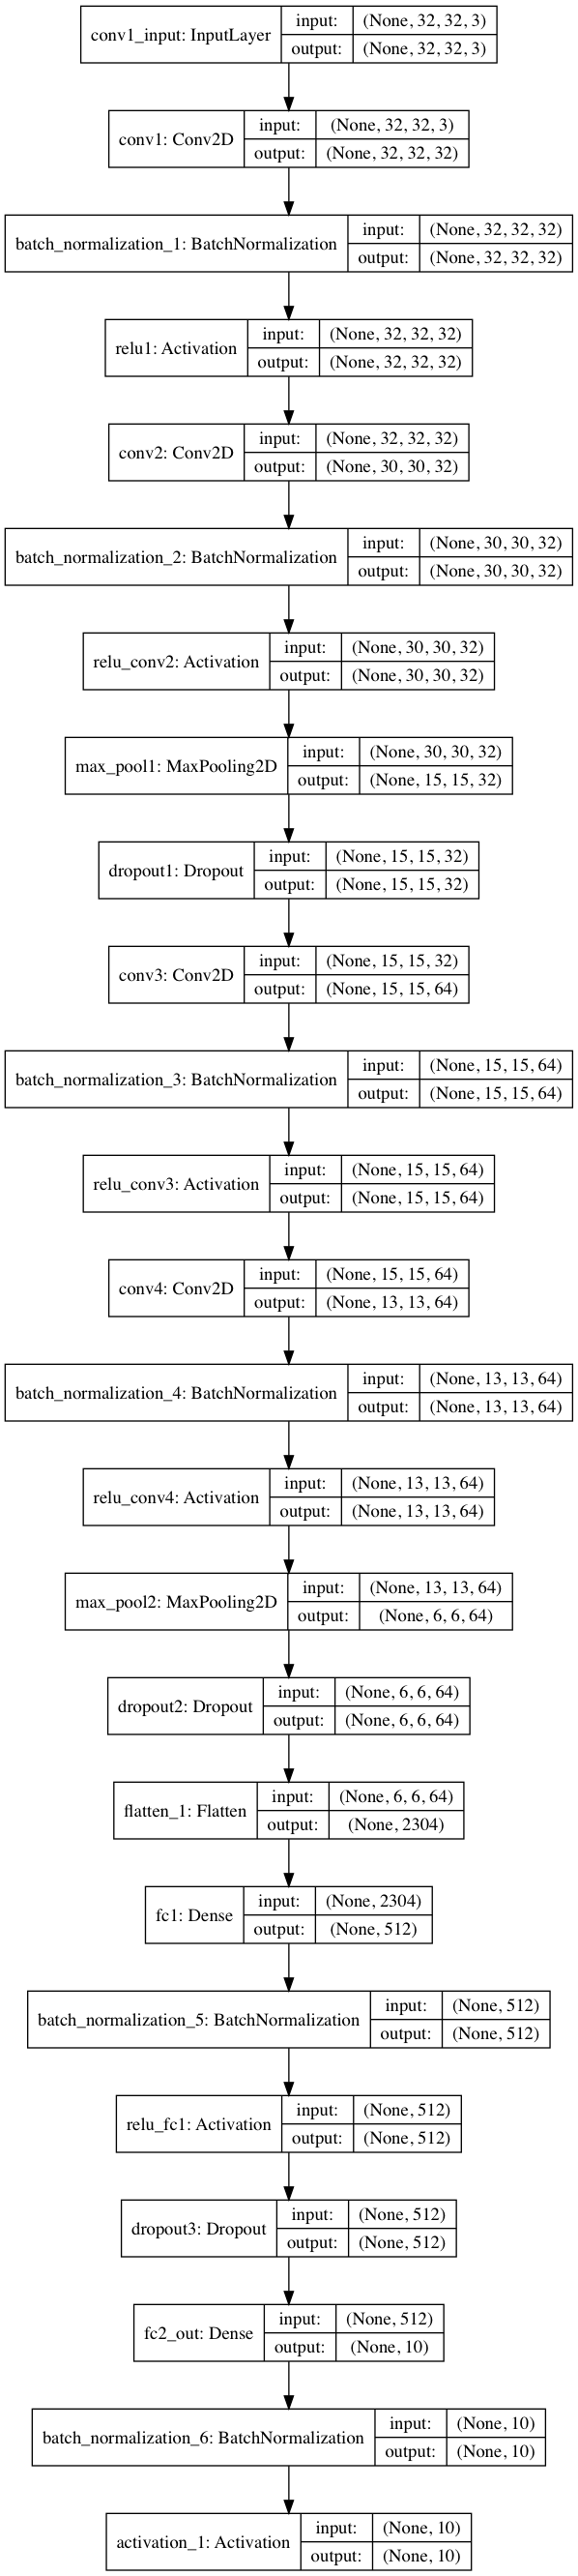 conv1_input: InputLayer
input: (None, 32, 32, 3)
output: (None, 32, 32, 3)
conv1: Conv2D
input: (None, 32, 32, 3)
output: (None, 32, 32, 32)
batch_normalization_1: BatchNormalization
input: (None, 32, 32, 32)
output: (None, 32, 32, 32)
relu1: Activation
input: (None, 32, 32, 32)
output: (None, 32, 32, 32)
conv2: Conv2D
input: (None, 32, 32, 32)
output: (None, 30, 30, 32)
batch_normalization_2: BatchNormalization
input: (None, 30, 30, 32)
output: (None, 30, 30, 32)
relu_conv2: Activation
input: (None, 30, 30, 32)
output: (None, 30, 30, 32)
max_pool1: MaxPooling2D
input: (None, 30, 30, 32)
output: (None, 15, 15, 32)
dropout1: Dropout
input: (None, 15, 15, 32)
output: (None, 15, 15, 32)
conv3: Conv2D
input: (None, 15, 15, 32)
output: (None, 15, 15, 64)
batch_normalization_3: BatchNormalization
input: (None, 15, 15, 64)
output: (None, 15, 15, 64)
relu_conv3: Activation
input: (None, 15, 15, 64)
output: (None, 15, 15, 64)
conv4: Conv2D
input: (None, 15, 15, 64)
output: (None, 13, 13, 64)
batch_normalization_4: BatchNormalization
input: (None, 13, 13, 64)
output: (None, 13, 13, 64)
relu_conv4: Activation
input: (None, 13, 13, 64)
output: (None, 13, 13, 64)
max_pool2: MaxPooling2D
input: (None, 13, 13, 64)
output: (None, 6, 6, 64)
dropout2: Dropout
input: (None, 6, 6, 64)
output: (None, 6, 6, 64)
flatten_1: Flatten
input: (None, 6, 6, 64)
output: (None, 2304)
fc1: Dense
input: (None, 2304)
output: (None, 512)
batch_normalization_5: BatchNormalization
input: (None, 512)
output: (None, 512)
relu_fc1: Activation
input: (None, 512)
output: (None, 512)
dropout3: Dropout
input: (None, 512)
output: (None, 512)
fc2_out: Dense
input: (None, 512)
output: (None, 10)
batch_normalization_6: BatchNormalization
input: (None, 10)
output: (None, 10)
activation_1: Activation
input: (None, 10)
output: (None, 10)